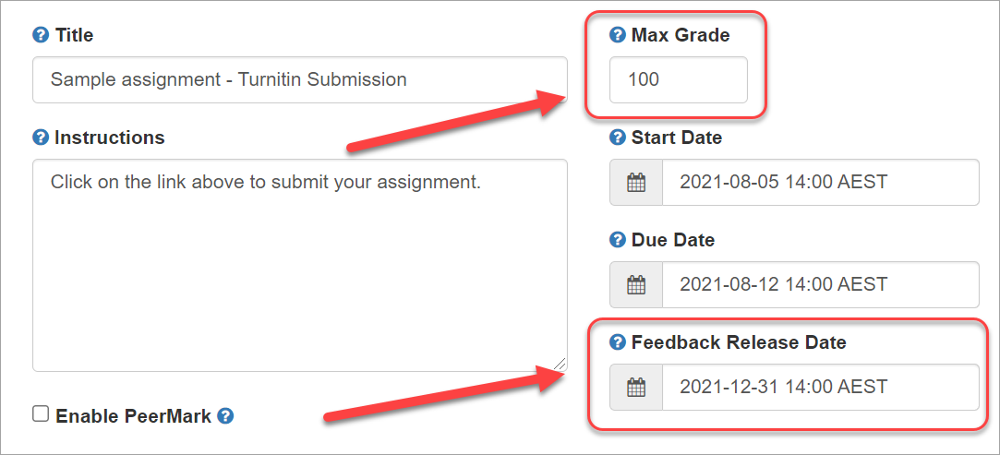 Title
Sample assignment - Turnitin Submission
Instructions
Click on the link above to submit your assignment.
Enable PeerMark
Max Grade
100
Start Date
2021-08-05 14:00 AEST
Due Date
2021-08-12 14:00 AEST
Feedback Release Date
2021-12-31 14:00 AEST